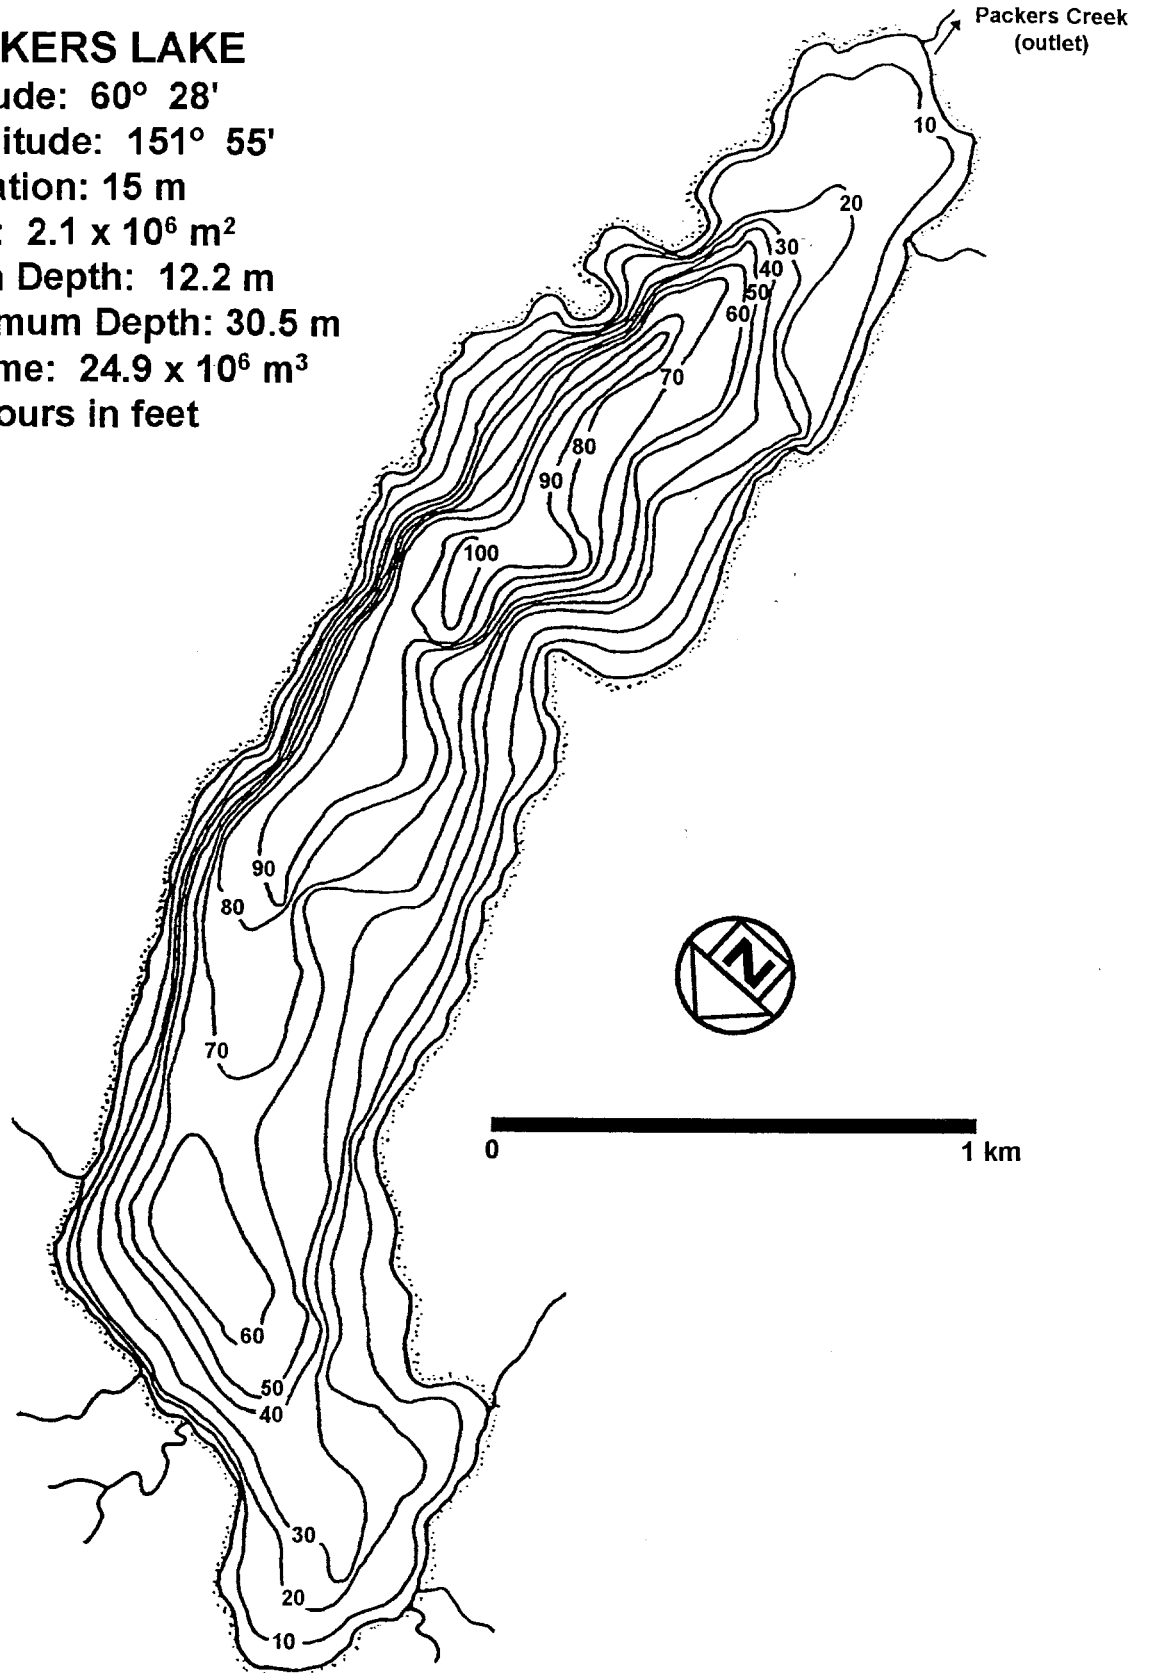 KERS LAKE
ude: 60° 28'
itude: 151° 55'
ation: 15 m
: 2.1 x 10⁶ m²
n Depth: 12.2 m
mum Depth: 30.5 m
me: 24.9 x 10⁶ m³
ours in feet
Packers Creek
(outlet)
10
20
30
40
50
60
70
80
90
100
90
80
70
N
0
1 km
60
50
40
30
20
10